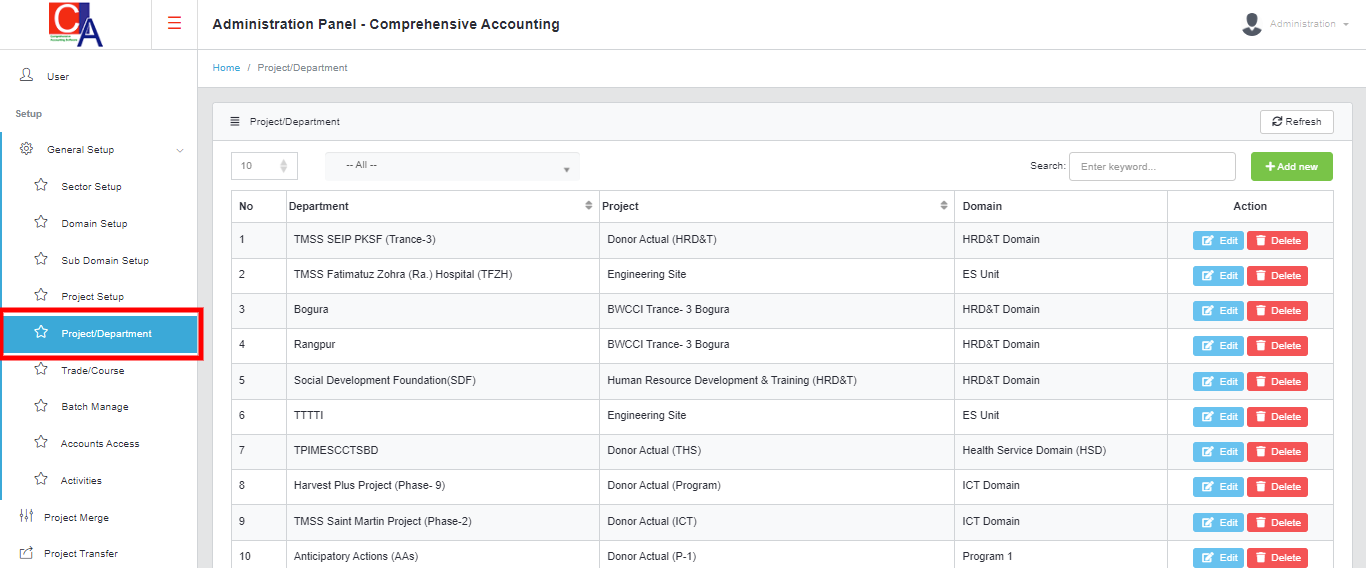 CA
Administration Panel - Comprehensive Accounting
Administration
User
Setup
General Setup
Sector Setup
Domain Setup
Sub Domain Setup
Project Setup
Project/Department
Trade/Course
Batch Manage
Accounts Access
Activities
Project Merge
Project Transfer
Home / Project/Department
Project/Department
Refresh
10 -- All -- Search: Enter keyword... Add new
No Department Project Domain Action
1 TMSS SEIP PKSF (Trance-3) Donor Actual (HRD&T) HRD&T Domain Edit Delete
2 TMSS Fatimatuz Zohra (Ra.) Hospital (TFZH) Engineering Site ES Unit Edit Delete
3 Bogura BWCCI Trance- 3 Bogura HRD&T Domain Edit Delete
4 Rangpur BWCCI Trance- 3 Bogura HRD&T Domain Edit Delete
5 Social Development Foundation(SDF) Human Resource Development & Training (HRD&T) HRD&T Domain Edit Delete
6 TTTTI Engineering Site ES Unit Edit Delete
7 TPIMESCCTSBD Donor Actual (THS) Health Service Domain (HSD) Edit Delete
8 Harvest Plus Project (Phase- 9) Donor Actual (Program) ICT Domain Edit Delete
9 TMSS Saint Martin Project (Phase-2) Donor Actual (ICT) ICT Domain Edit Delete
10 Anticipatory Actions (AAs) Donor Actual (P-1) Program 1 Edit Delete